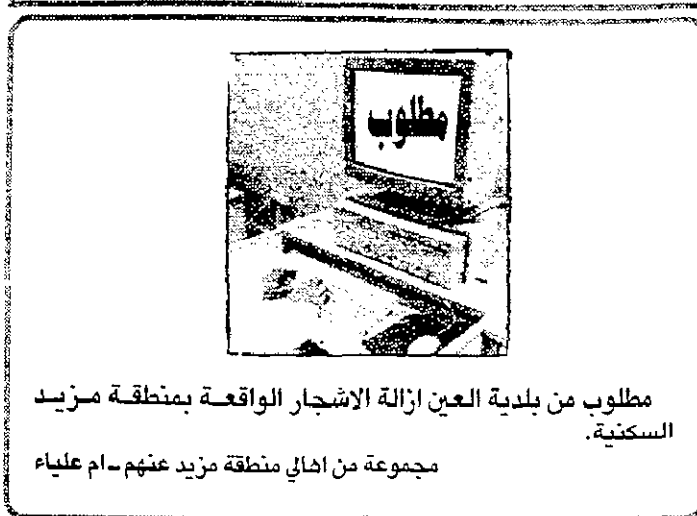 مطلوب
مطلوب من بلدية العين ازالة الاشجار الواقعة بمنطقة مزيد
السكنية.
مجموعة من اهالي منطقة مزيد عنهم ـ ام علياء